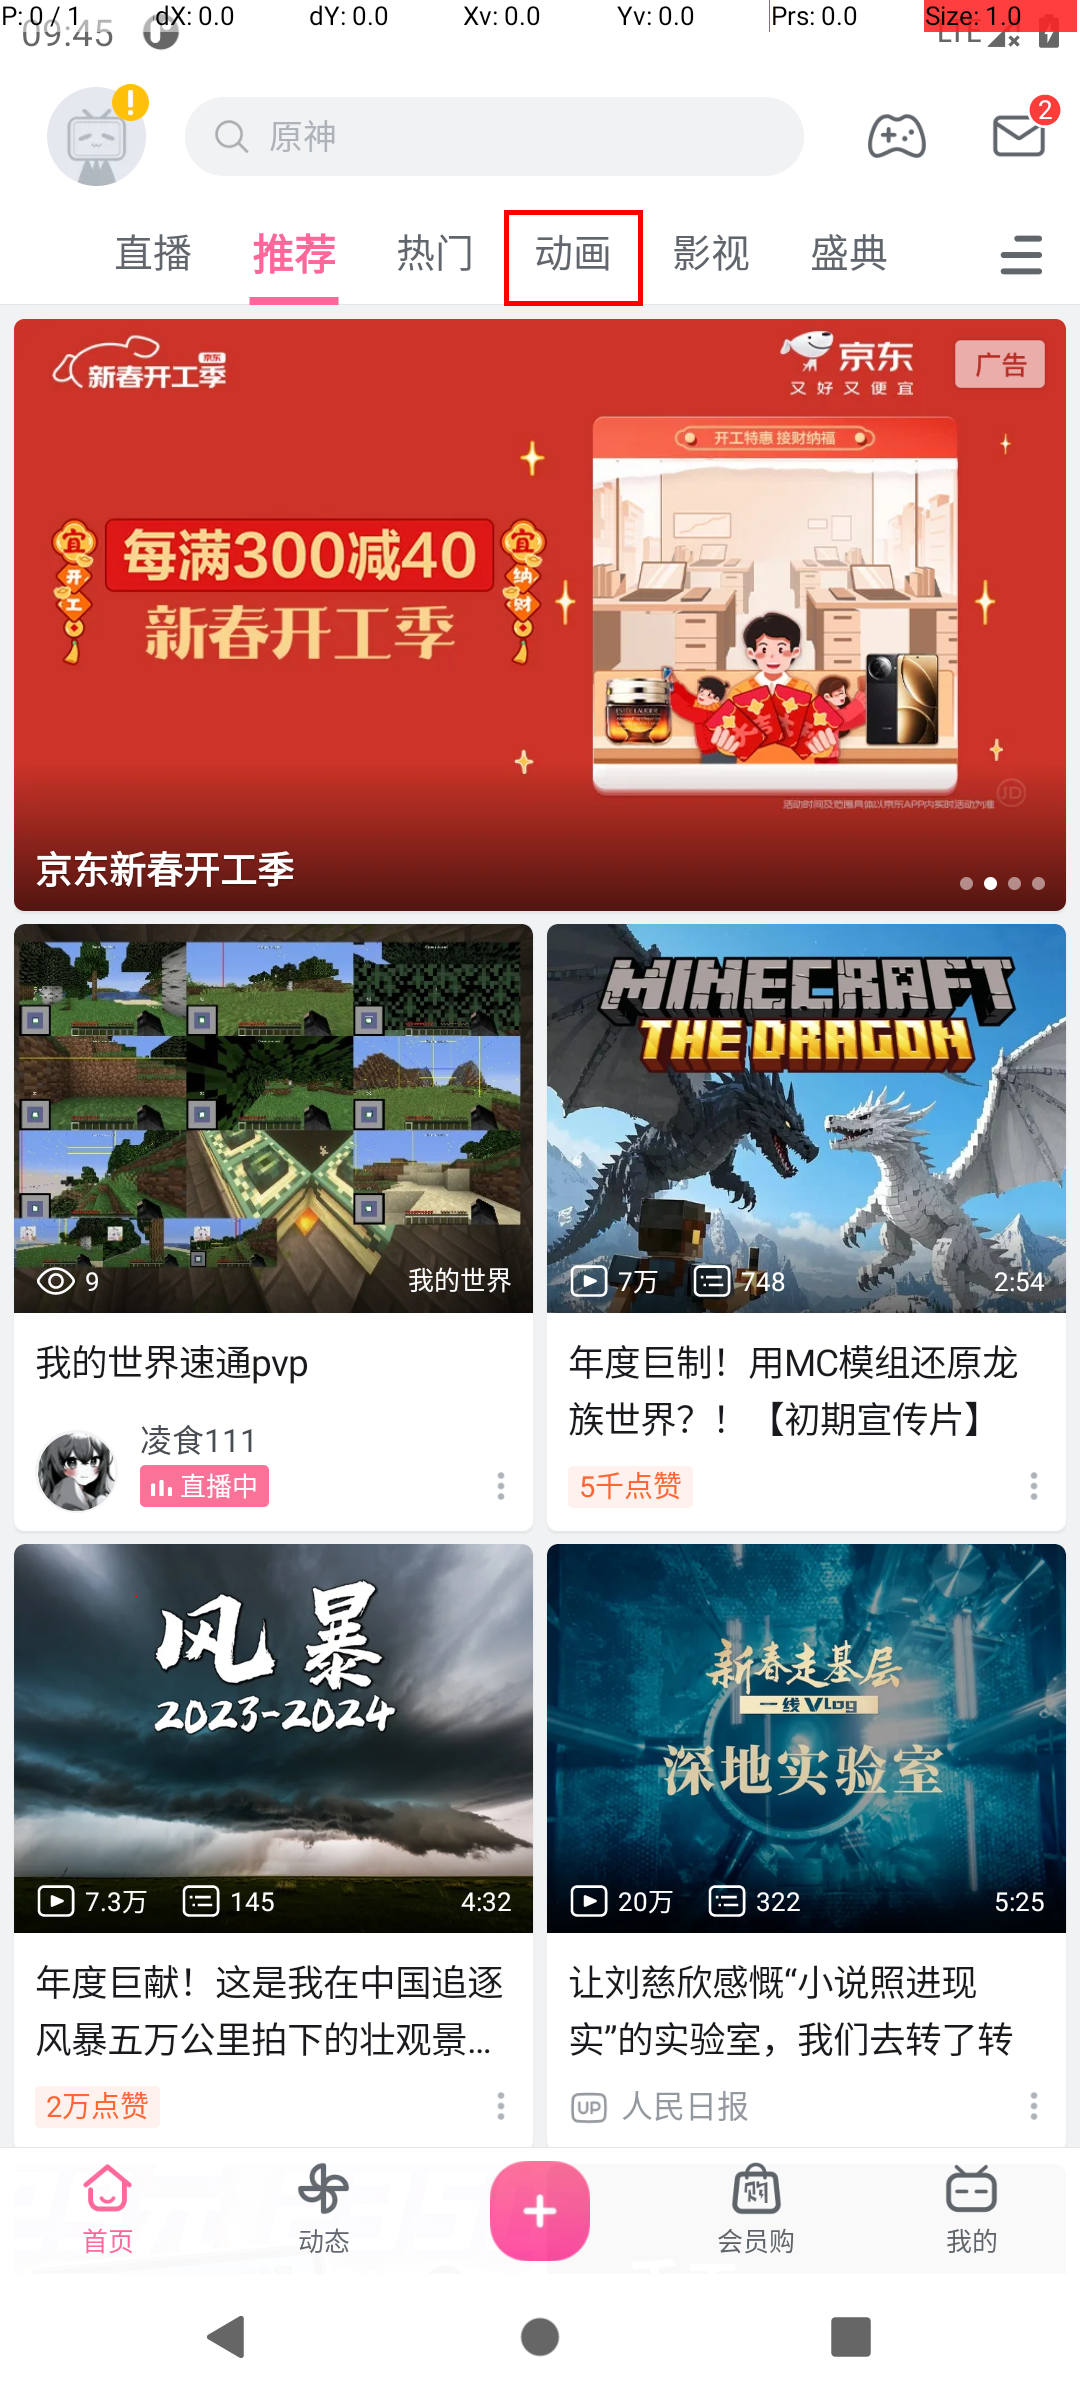 P: 0 / 1 dX: 0.0 dY: 0.0 Xv: 0.0 Yv: 0.0 Prs: 0.0 Size: 1.0
09:45 LTE
原神
2
直播 推荐 热门 动画 影视 盛典
京东
新春开工季
京东
又好又便宜
广告
开工特惠 接财纳福
宜开工
每满300减40
宜纳财
新春开工季
活动时间及范围具体以京东APP内实时活动为准
JD
京东新春开工季
9 我的世界
我的世界速通pvp
凌食111
直播中
MINECRAFT
THE DRAGON
7万 748 2:54
年度巨制！用MC模组还原龙
族世界？！【初期宣传片】
5千点赞
风暴
2023-2024
7.3万 145 4:32
年度巨献！这是我在中国追逐
风暴五万公里拍下的壮观景...
2万点赞
新春走基层
一线 VLog
深地实验室
20万 322 5:25
让刘慈欣感慨“小说照进现
实”的实验室，我们去转了转
UP 人民日报
首页 动态 会员购 我的